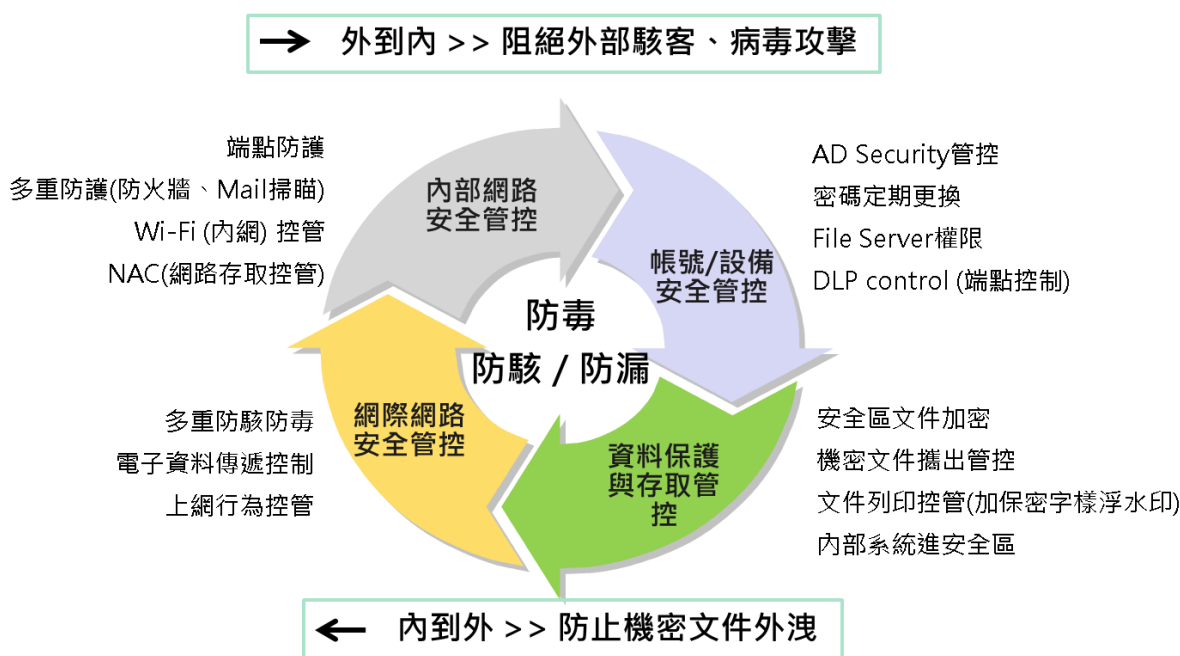 → 外到內 >> 阻絕外部駭客、病毒攻擊
端點防護
多重防護(防火牆、Mail掃瞄)
Wi-Fi (內網) 控管
NAC(網路存取控管)
內部網路
安全管控
帳號/設備
安全管控
AD Security管控
密碼定期更換
File Server權限
DLP control (端點控制)
防毒
防駭 / 防漏
多重防駭防毒
電子資料傳遞控制
上網行為控管
網際網路
安全管控
資料保護
與存取管
控
安全區文件加密
機密文件攜出管控
文件列印控管(加保密字樣浮水印)
內部系統進安全區
← 內到外 >> 防止機密文件外洩